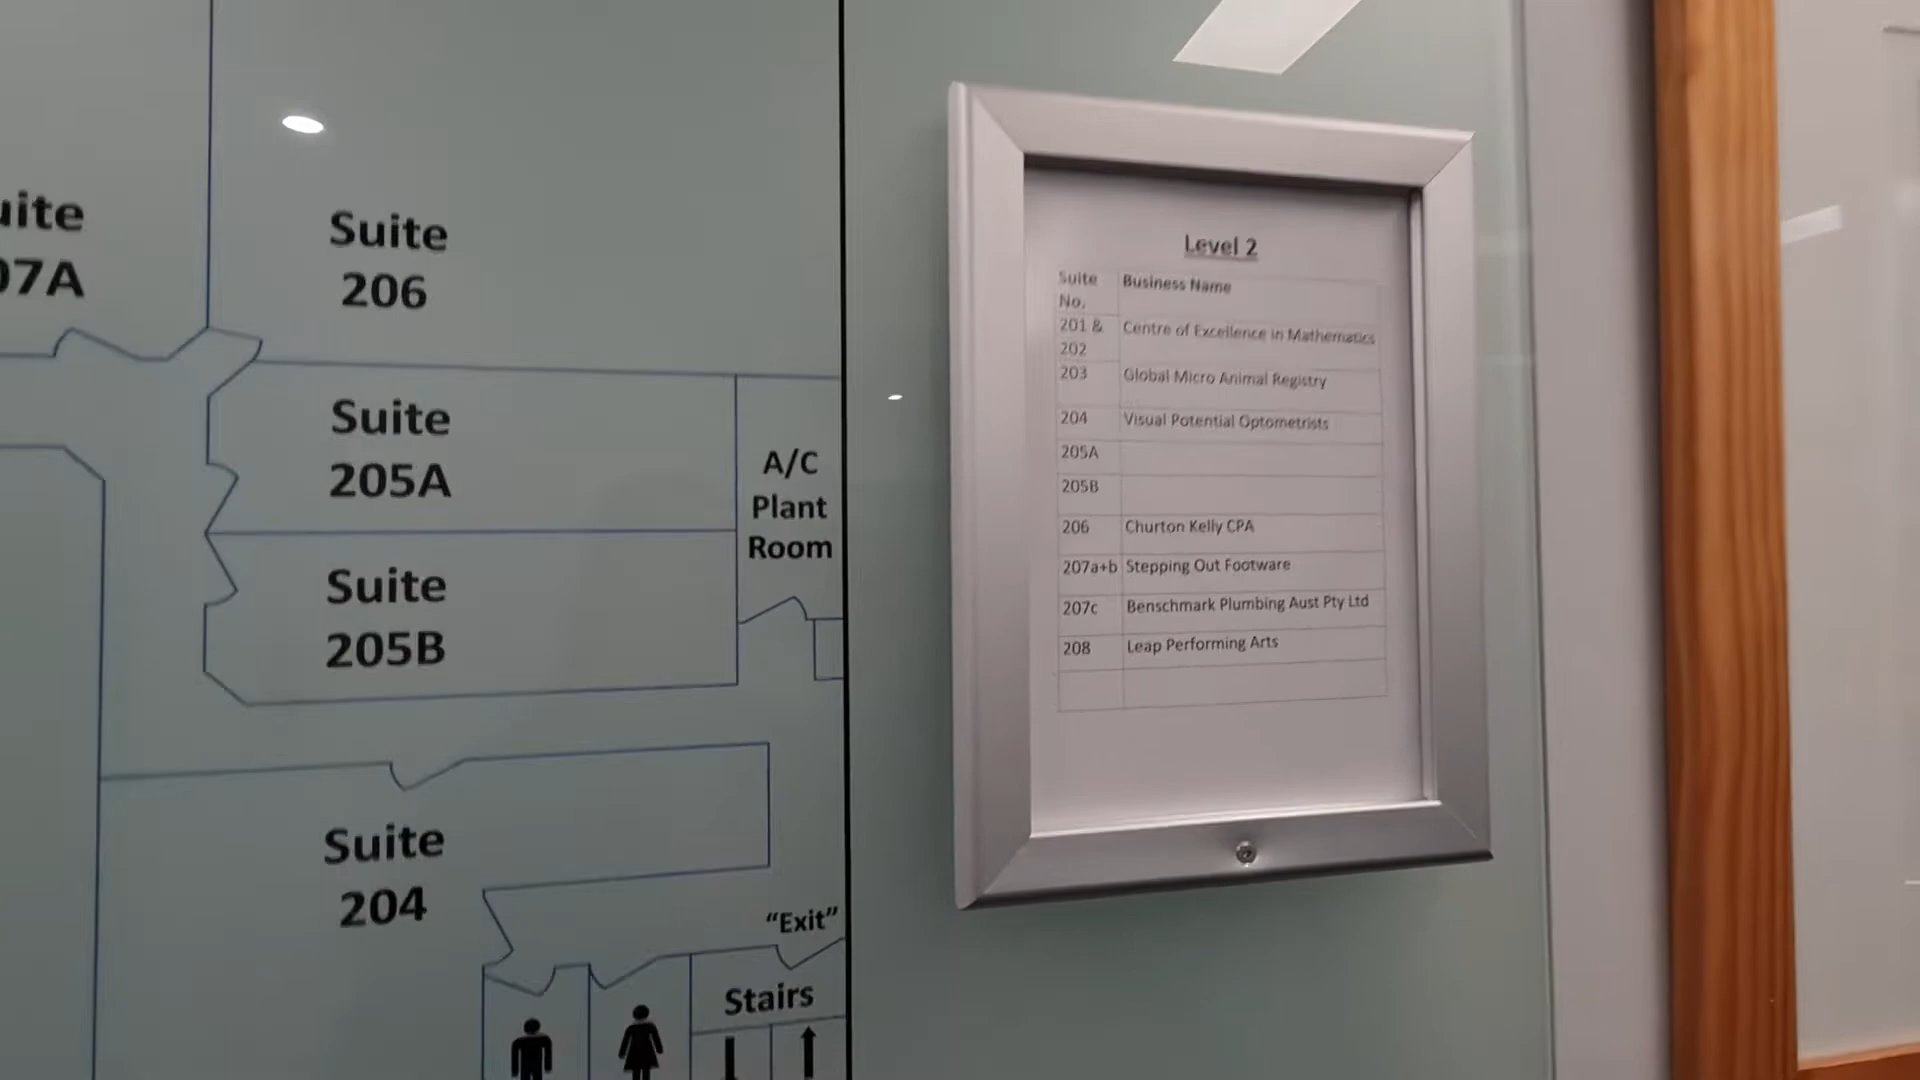 uite
07A
Suite
206
Suite
205A
A/C
Plant
Room
Suite
205B
Suite
204
"Exit"
Stairs
Level 2
Suite No. Business Name
201 & 202 Centre of Excellence in Mathematics
203 Global Micro Animal Registry
204 Visual Potential Optometrists
205A
205B
206 Churton Kelly CPA
207a+b Stepping Out Footware
207c Benschmark Plumbing Aust Pty Ltd
208 Leap Performing Arts